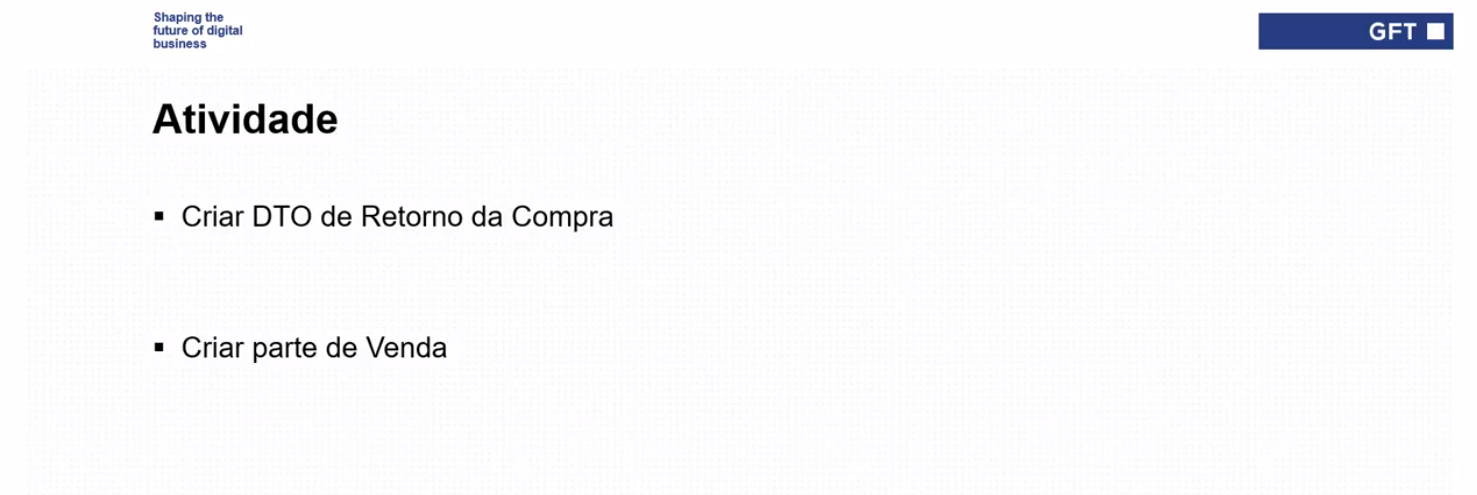 Shaping the
future of digital
business
GFT
Atividade
Criar DTO de Retorno da Compra
Criar parte de Venda